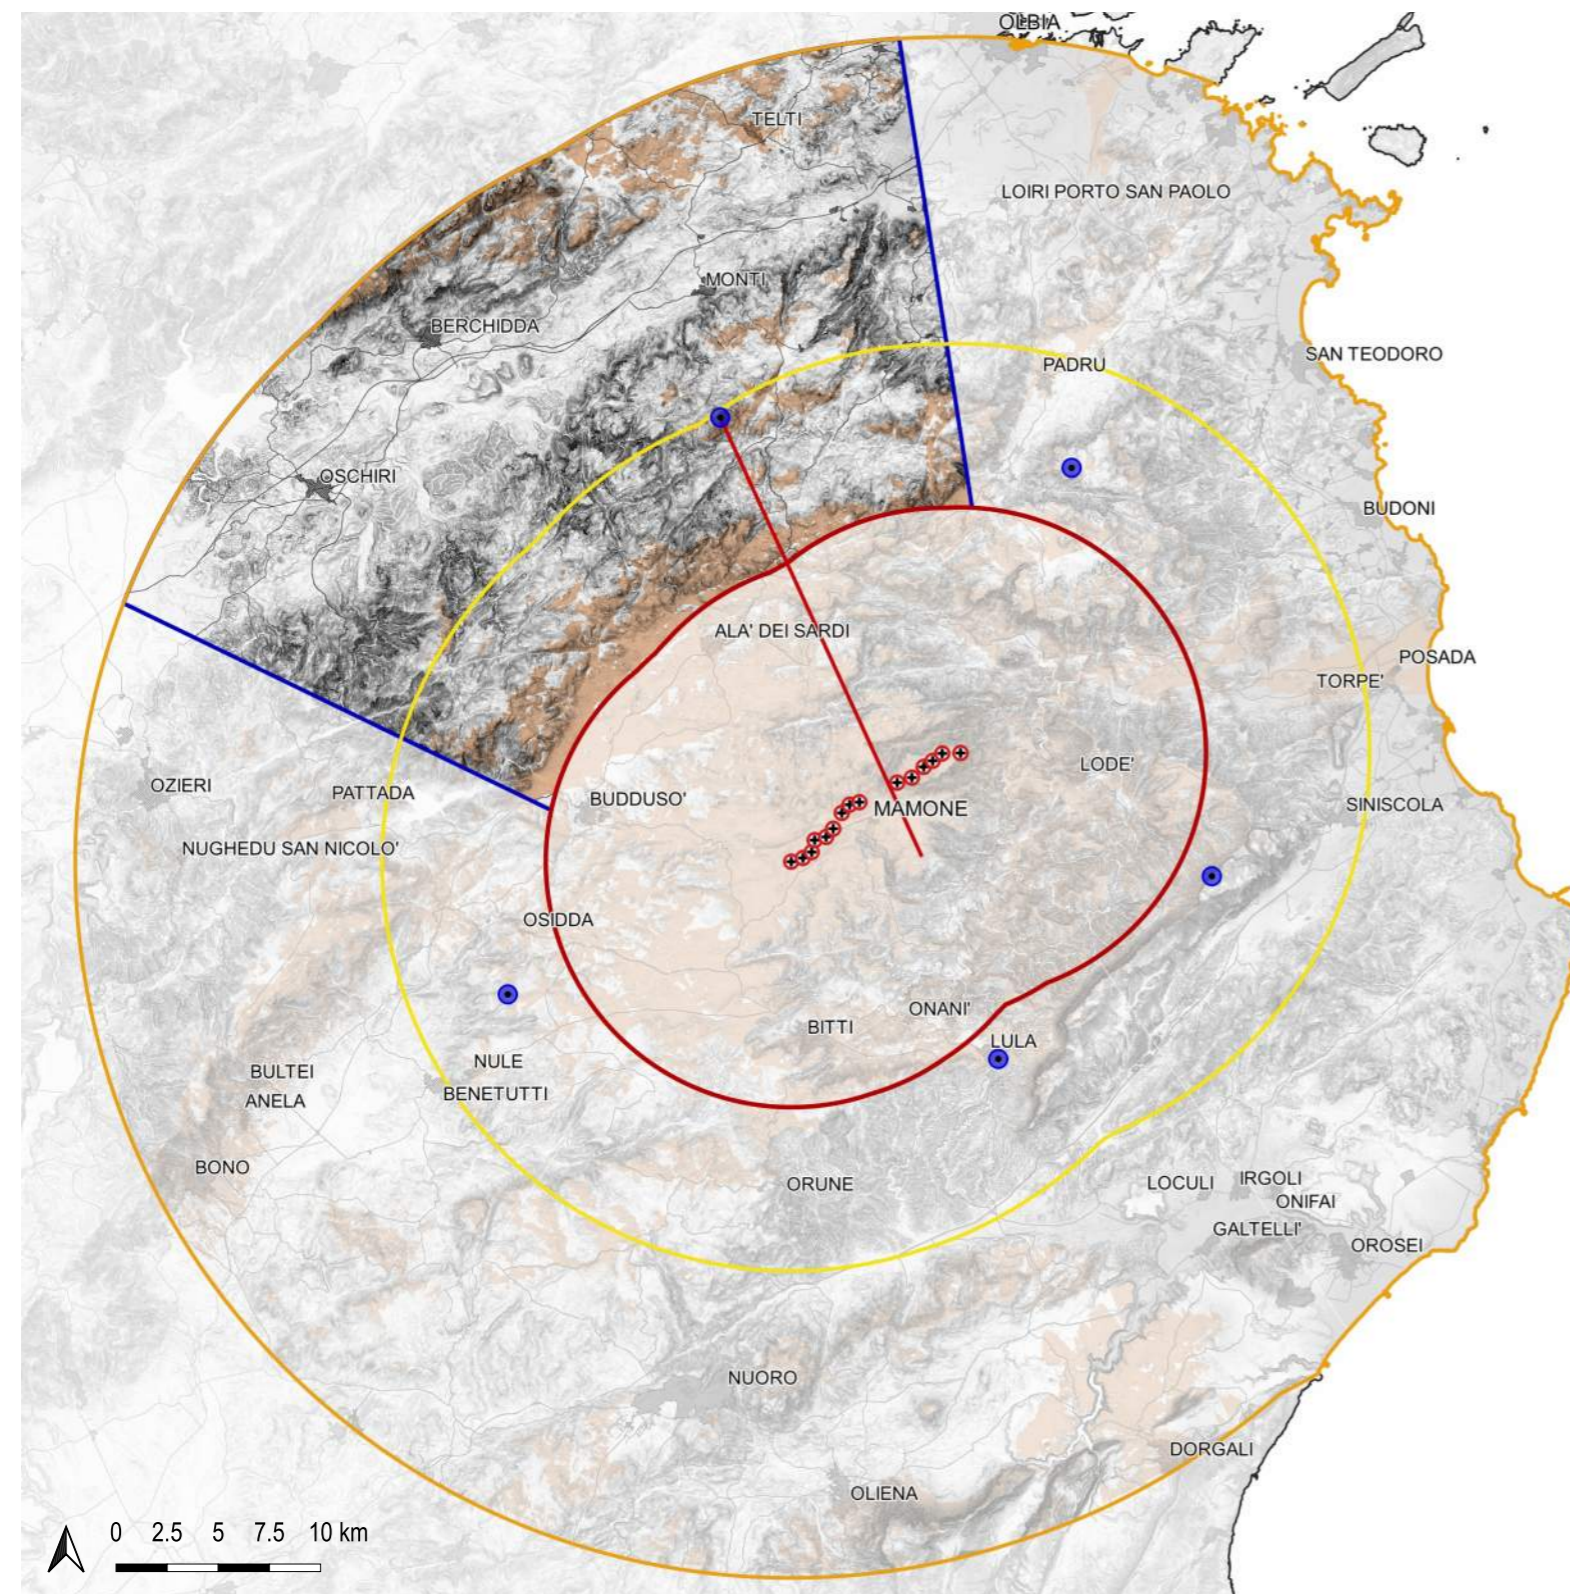 OLBIA
TELTI
LOIRI PORTO SAN PAOLO
MONTI
BERCHIDDA
SAN TEODORO
PADRU
OSCHIRI
BUDONI
ALA' DEI SARDI
POSADA
TORPE'
LODE'
OZIERI
PATTADA
BUDDUSO'
SINISCOLA
MAMONE
NUGHEDU SAN NICOLO'
OSIDDA
ONANI'
BITTI
LULA
NULE
BULTEI
BENETUTTI
ANELA
BONO
ORUNE
LOCULI
IRGOLI
ONIFAI
GALTELLI'
OROSEI
NUORO
DORGALI
OLIENA
0 2.5 5 7.5 10 km